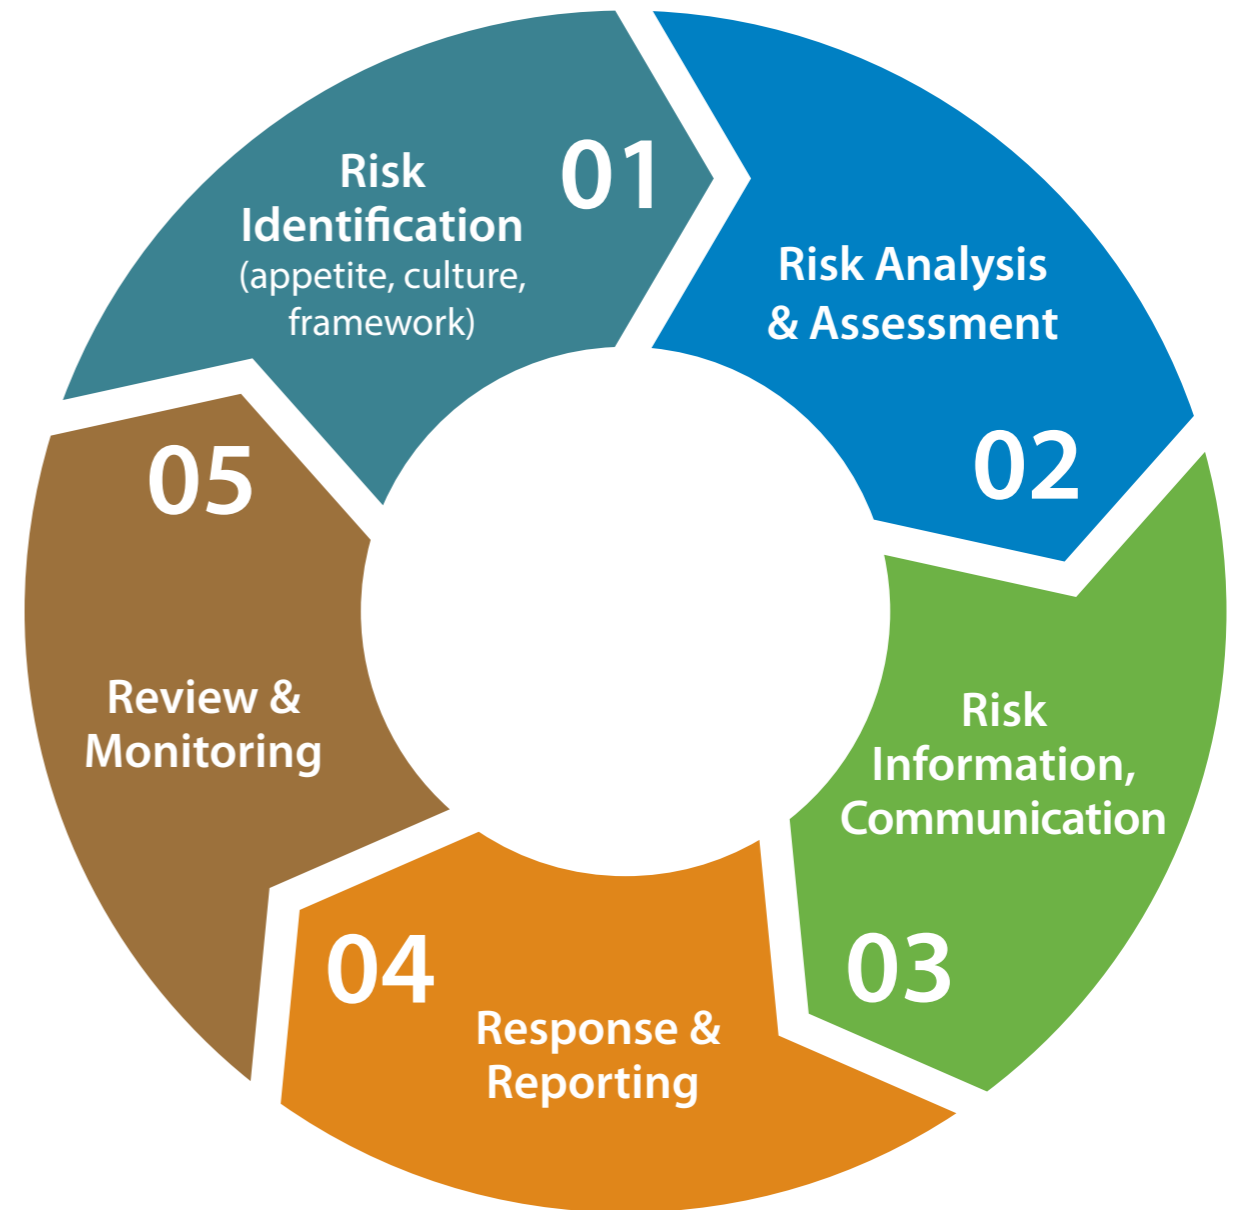 01
Risk
Identification
(appetite, culture,
framework)
Risk Analysis
& Assessment
02
Risk
Information,
Communication
03
04
Response &
Reporting
05
Review &
Monitoring